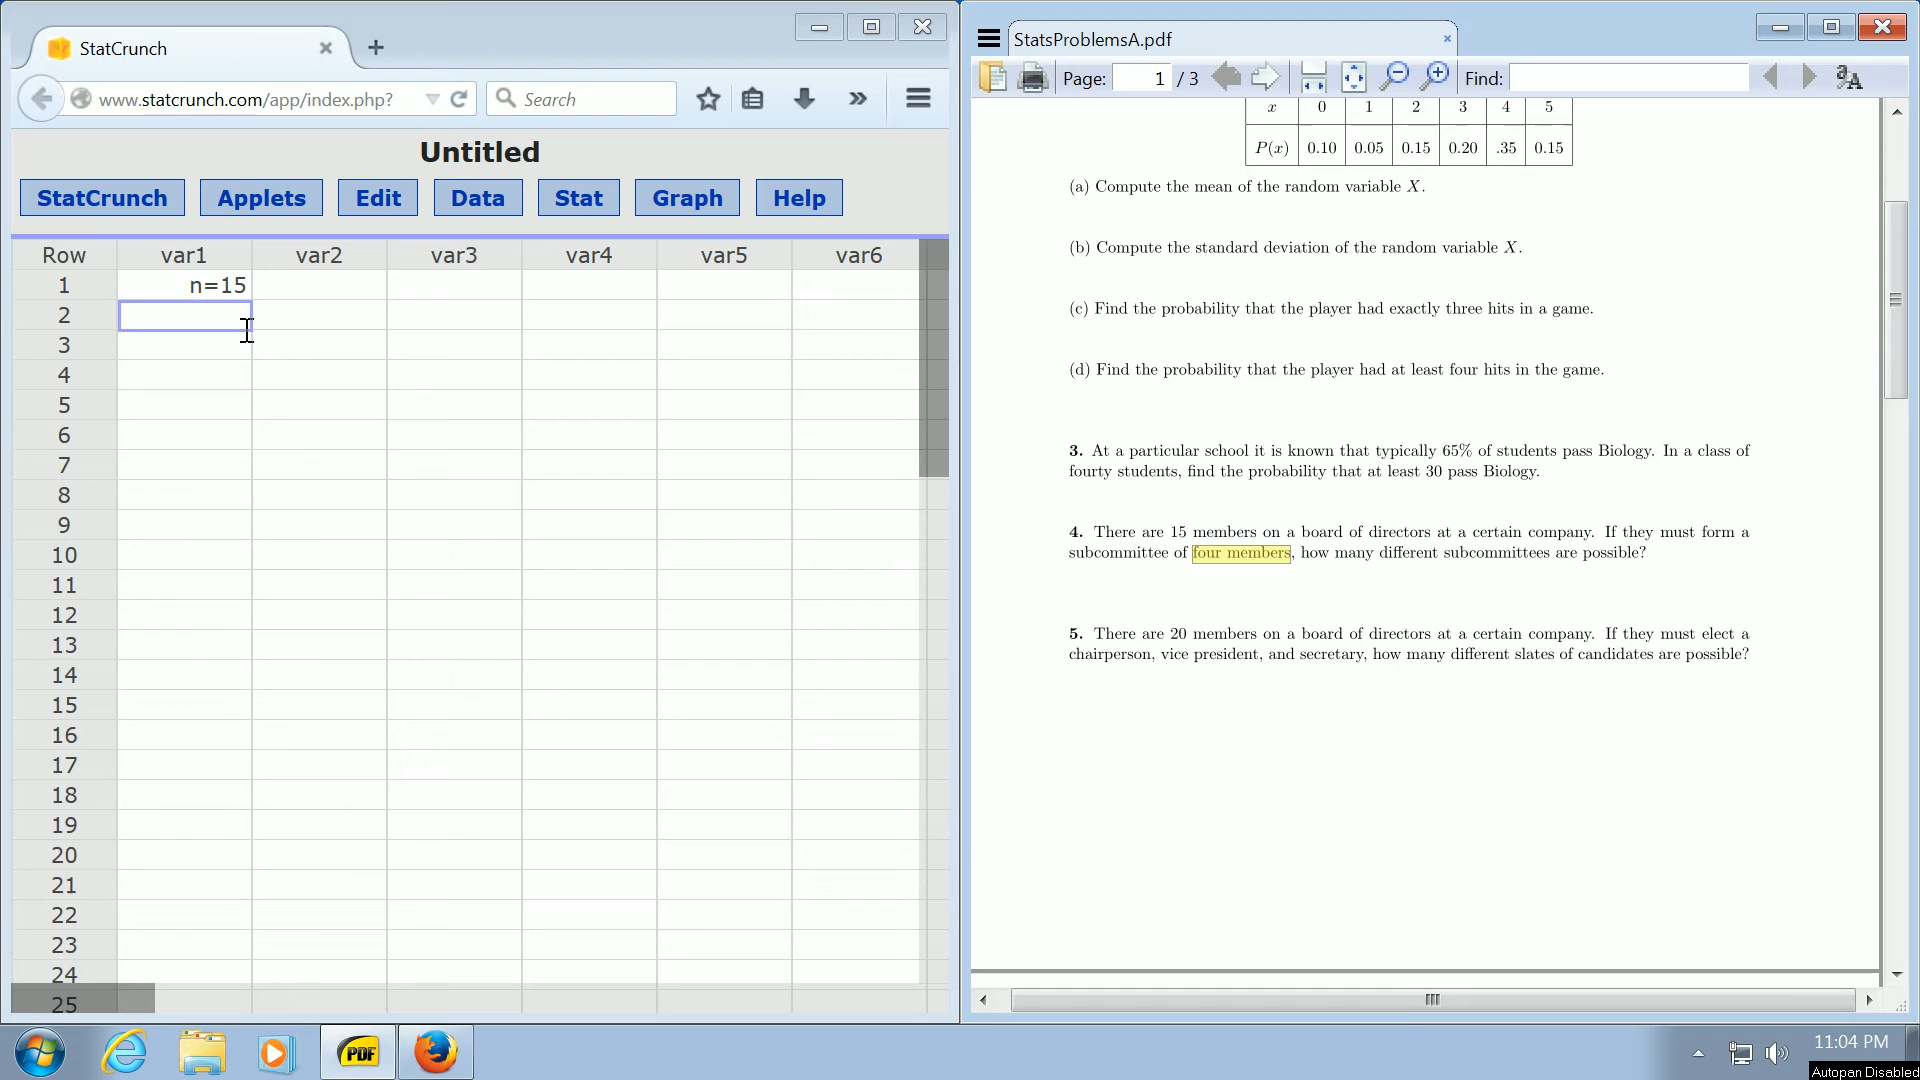 StatCrunch
www.statcrunch.com/app/index.php?
Search
Untitled
StatCrunch Applets Edit Data Stat Graph Help
Row var1 var2 var3 var4 var5 var6
1 n=15
2
3
4
5
6
7
8
9
10
11
12
13
14
15
16
17
18
19
20
21
22
23
24
25
StatsProblemsA.pdf
Page: 1 / 3 Find:
x 0 1 2 3 4 5
P(x) 0.10 0.05 0.15 0.20 .35 0.15
(a) Compute the mean of the random variable X.
(b) Compute the standard deviation of the random variable X.
(c) Find the probability that the player had exactly three hits in a game.
(d) Find the probability that the player had at least four hits in the game.
3. At a particular school it is known that typically 65% of students pass Biology. In a class of
fourty students, find the probability that at least 30 pass Biology.
4. There are 15 members on a board of directors at a certain company. If they must form a
subcommittee of four members, how many different subcommittees are possible?
5. There are 20 members on a board of directors at a certain company. If they must elect a
chairperson, vice president, and secretary, how many different slates of candidates are possible?
PDF
11:04 PM
Autopan Disabled